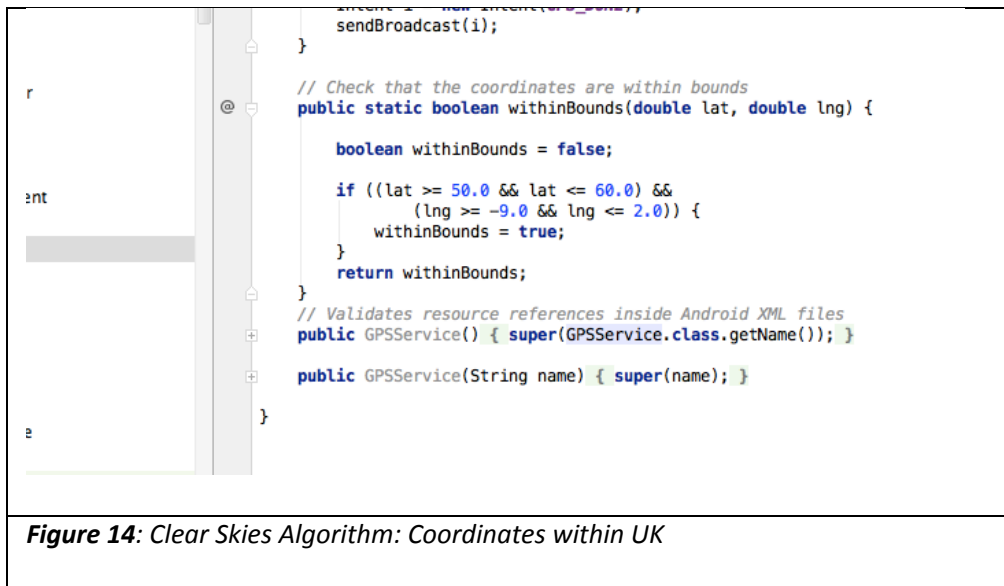 sendBroadcast(i);
}
r
// Check that the coordinates are within bounds
@
public static boolean withinBounds(double lat, double lng) {
boolean withinBounds = false;
ent
if ((lat >= 50.0 && lat <= 60.0) &&
(lng >= -9.0 && lng <= 2.0)) {
withinBounds = true;
}
return withinBounds;
}
// Validates resource references inside Android XML files
public GPSService() { super(GPSService.class.getName()); }
public GPSService(String name) { super(name); }
}
e
Figure 14: Clear Skies Algorithm: Coordinates within UK